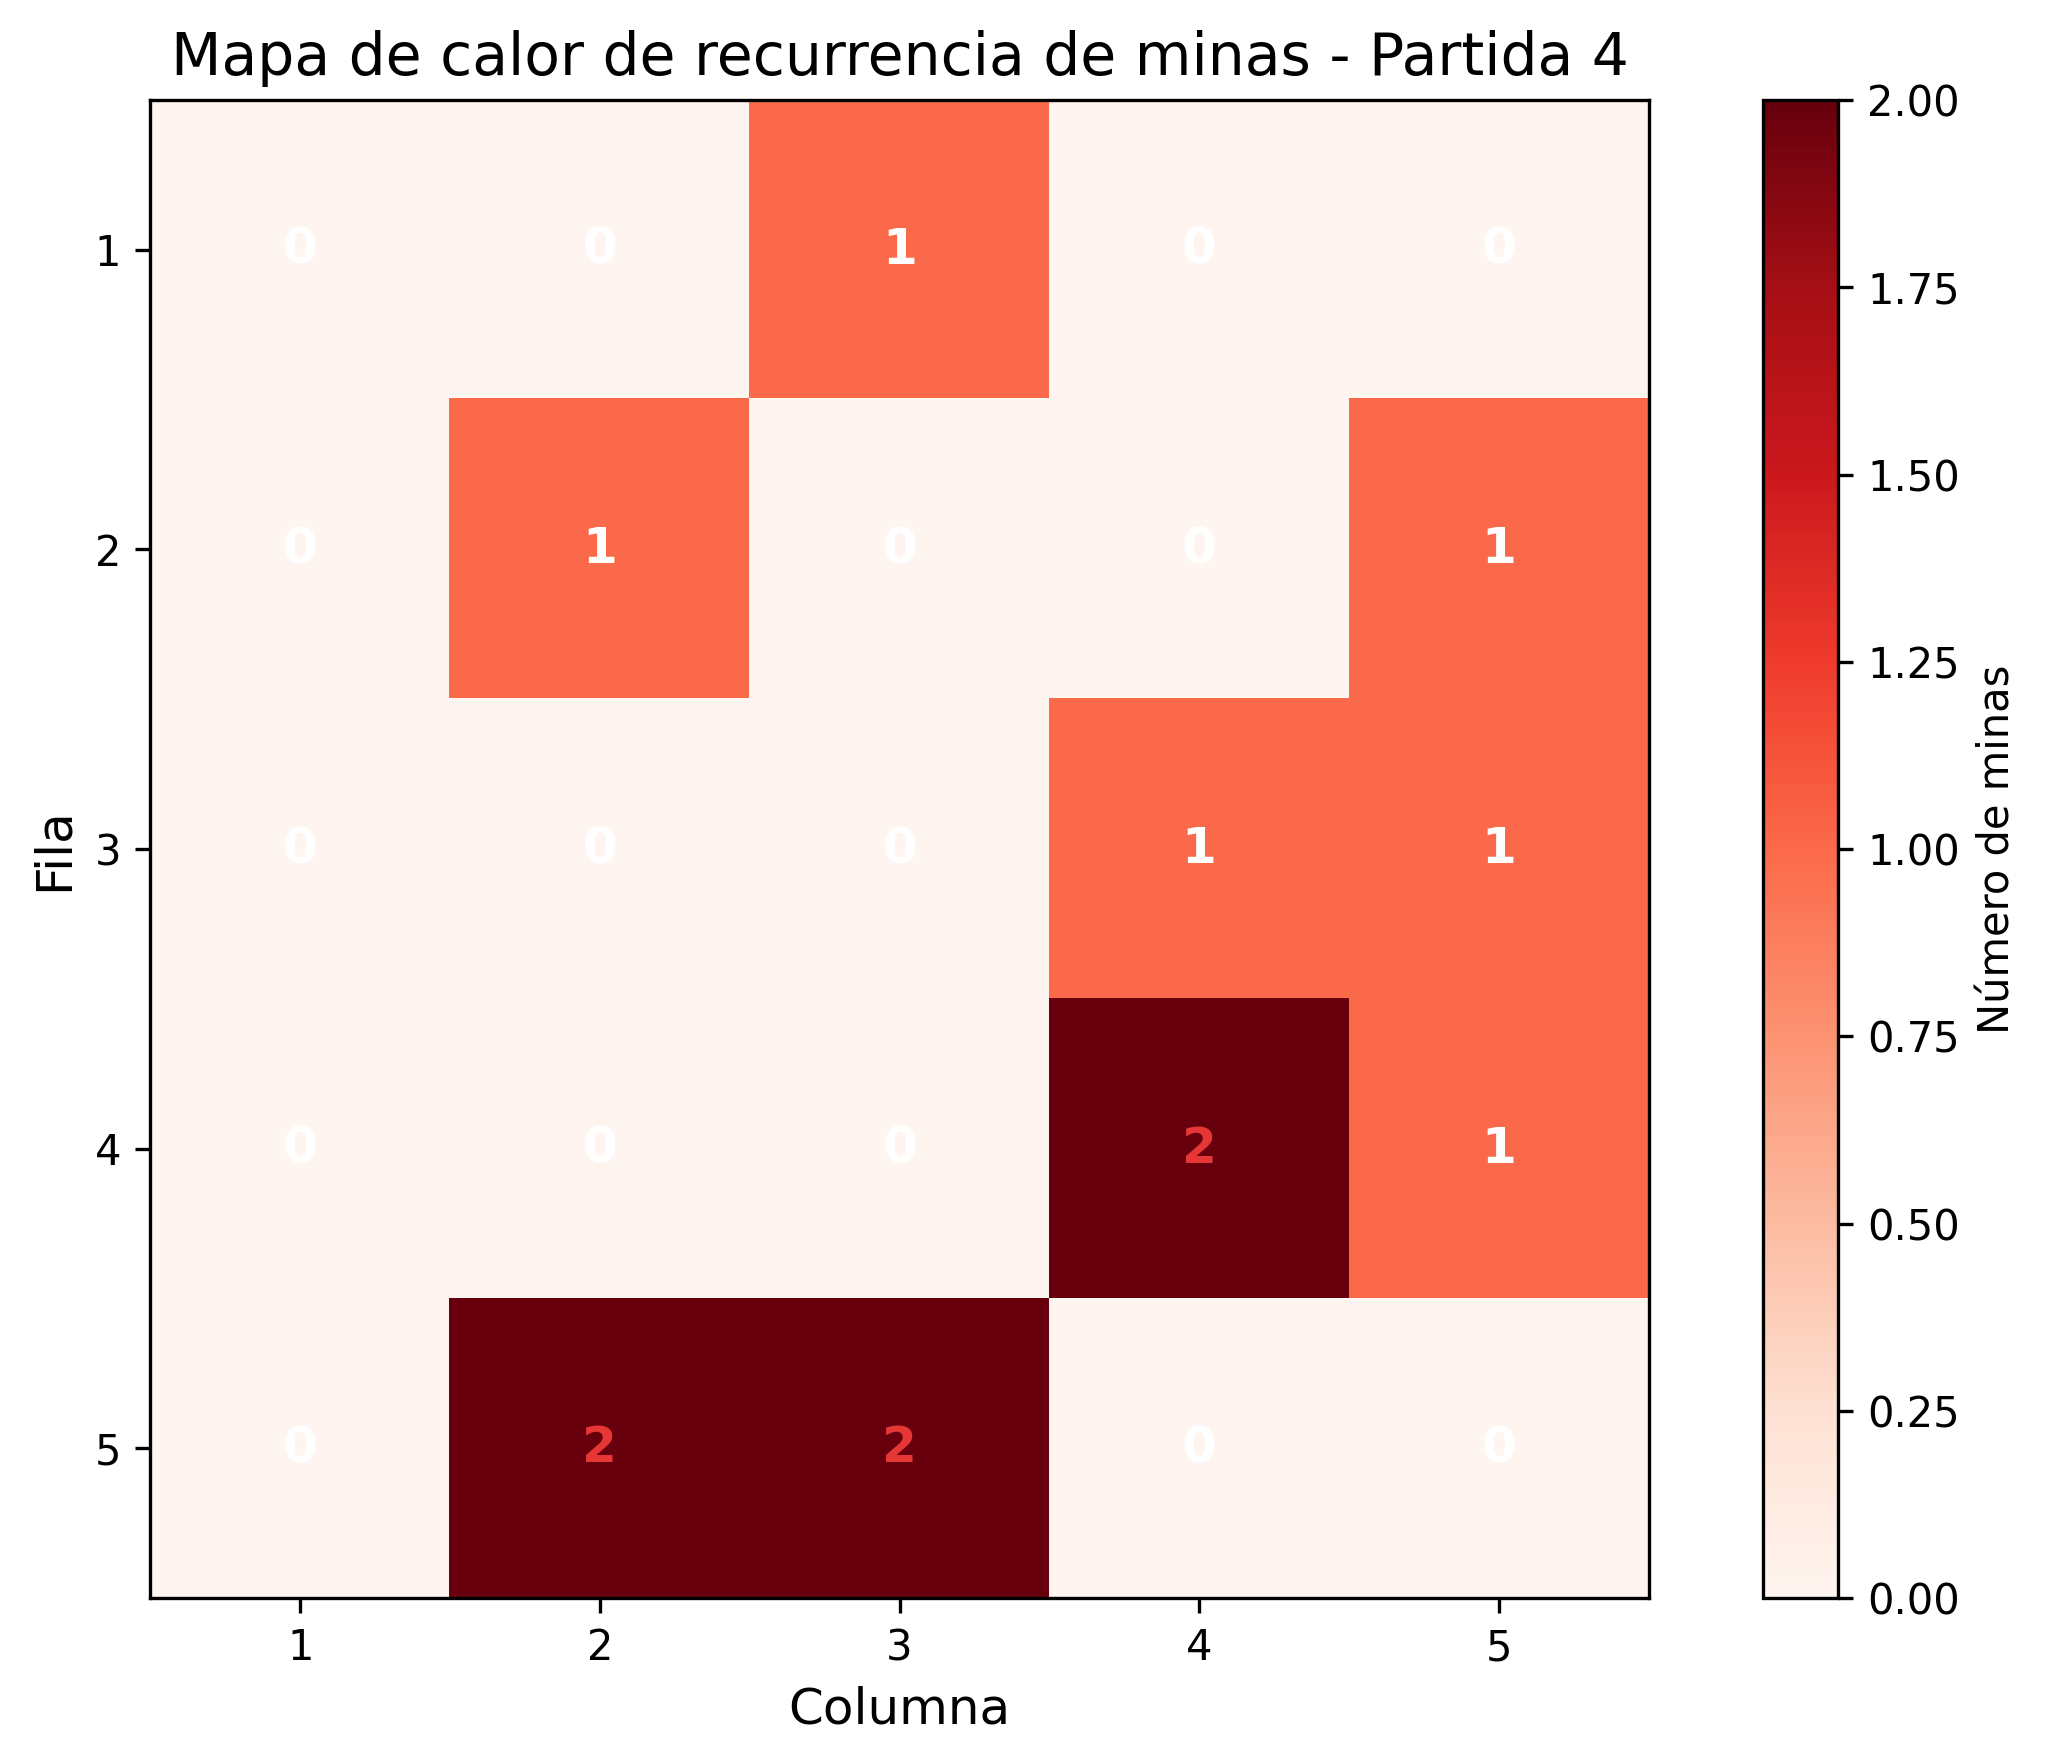 Mapa de calor de recurrencia de minas - Partida 4
1 0 0 1 0 0
2 0 1 0 0 1
3 0 0 0 1 1
4 0 0 0 2 1
5 0 2 2 0 0
1 2 3 4 5
Columna
Fila
2.00
1.75
1.50
1.25
1.00
0.75
0.50
0.25
0.00
Número de minas